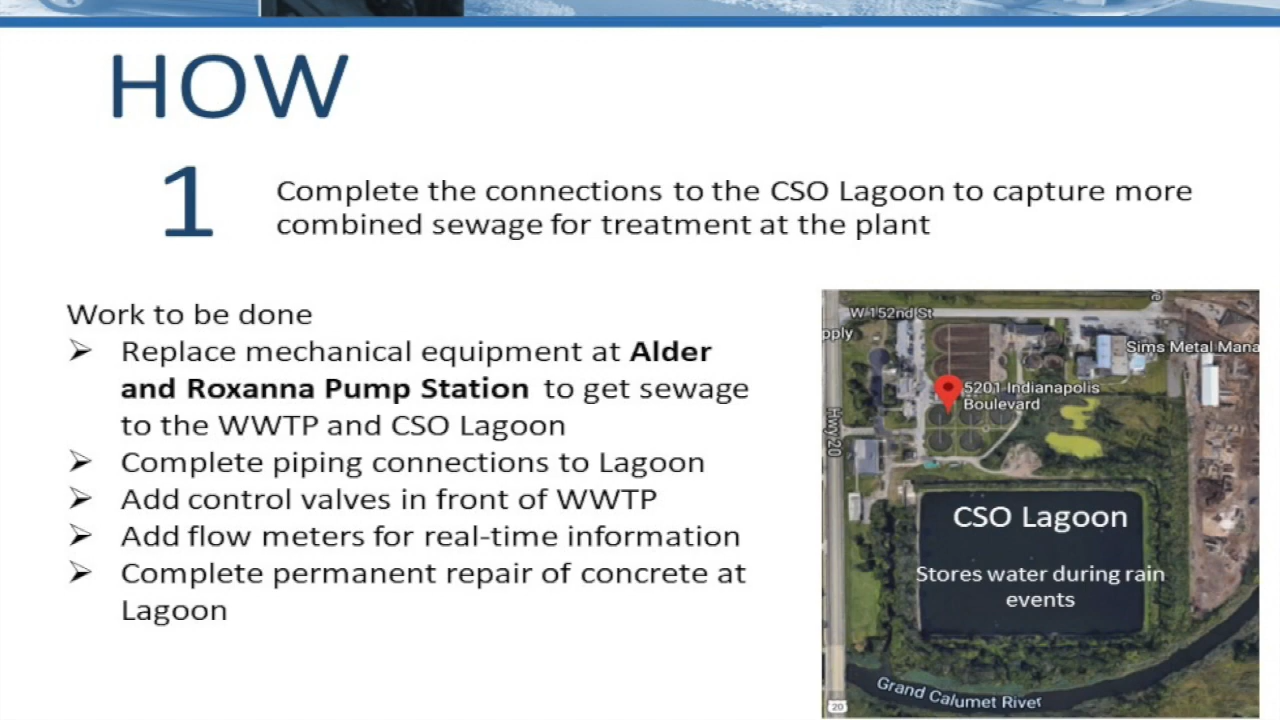 HOW
1
Complete the connections to the CSO Lagoon to capture more
combined sewage for treatment at the plant
Work to be done
➢ Replace mechanical equipment at Alder
and Roxanna Pump Station to get sewage
to the WWTP and CSO Lagoon
➢ Complete piping connections to Lagoon
➢ Add control valves in front of WWTP
➢ Add flow meters for real-time information
➢ Complete permanent repair of concrete at
Lagoon
ve
W 152nd St
pply
Sims Metal Mana
5201 Indianapolis
Boulevard
Hwy 20
CSO Lagoon
Stores water during rain
events
Grand Calumet River
20